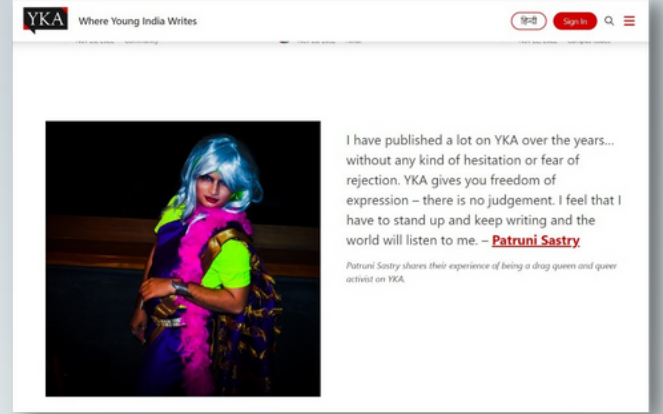 YKA
Where Young India Writes
हिन्दी
Sign In
I have published a lot on YKA over the years...
without any kind of hesitation or fear of
rejection. YKA gives you freedom of
expression – there is no judgement. I feel that I
have to stand up and keep writing and the
world will listen to me. – Patruni Sastry
Patruni Sastry shares their experience of being a drag queen and queer
activist on YKA.